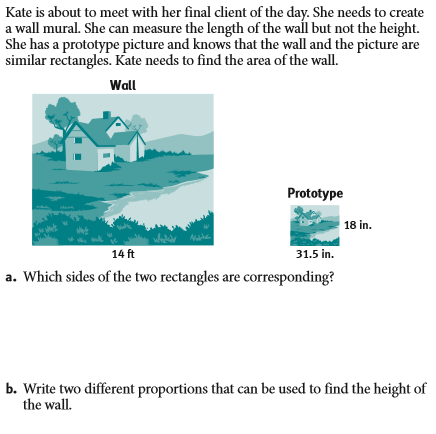 Kate is about to meet with her final client of the day. She needs to create
a wall mural. She can measure the length of the wall but not the height.
She has a prototype picture and knows that the wall and the picture are
similar rectangles. Kate needs to find the area of the wall.
Wall
Prototype
18 in.
14 ft
31.5 in.
a. Which sides of the two rectangles are corresponding?
b. Write two different proportions that can be used to find the height of
the wall.